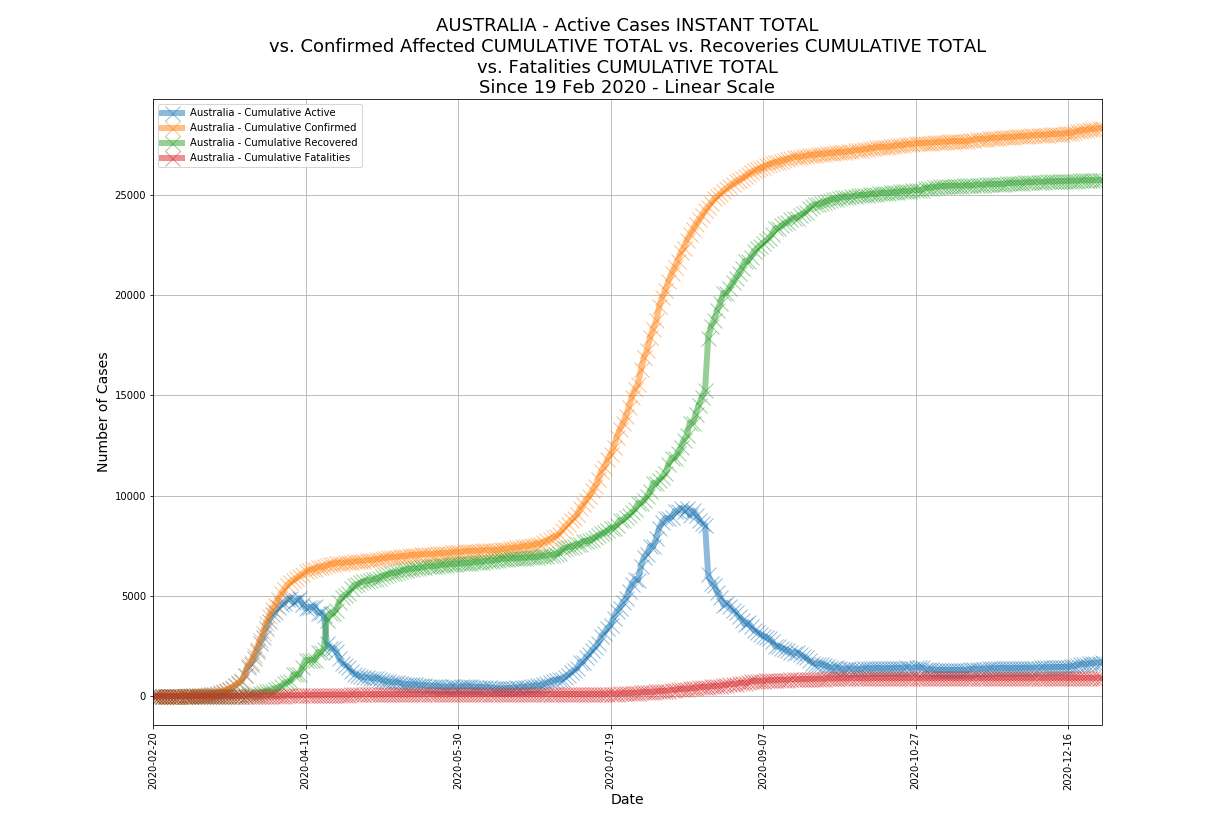 AUSTRALIA - Active Cases INSTANT TOTAL
vs. Confirmed Affected CUMULATIVE TOTAL vs. Recoveries CUMULATIVE TOTAL
vs. Fatalities CUMULATIVE TOTAL
Since 19 Feb 2020 - Linear Scale
Australia - Cumulative Active
Australia - Cumulative Confirmed
Australia - Cumulative Recovered
Australia - Cumulative Fatalities
Number of Cases
25000
20000
15000
10000
5000
0
2020-02-20
2020-04-10
2020-05-30
2020-07-19
2020-09-07
2020-10-27
2020-12-16
Date